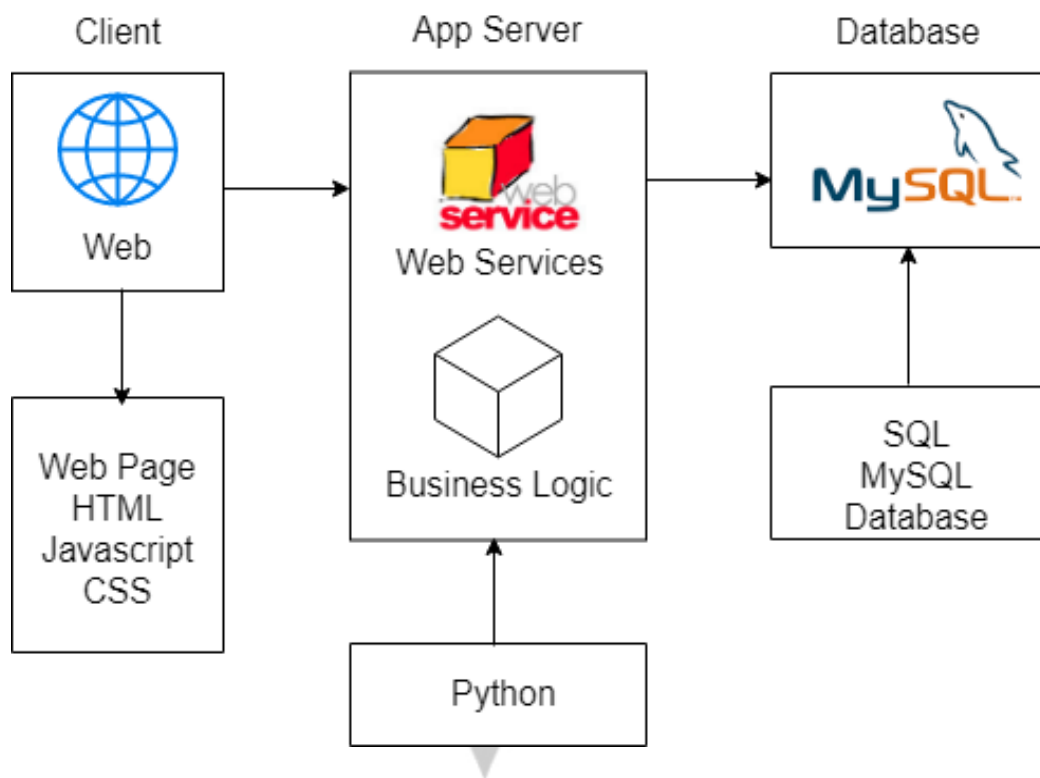 Client
App Server
Database
web
service
MySQL
TM
Web
Web Services
Business Logic
Web Page
HTML
Javascript
CSS
SQL
MySQL
Database
Python